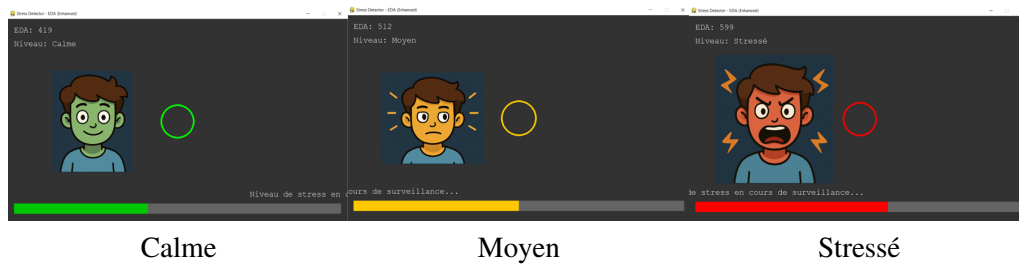 Stress Detector - EDA (Enhanced)
EDA: 419
Niveau: Calme
Niveau de stress en
Stress Detector - EDA (Enhanced)
EDA: 512
Niveau: Moyen
ours de surveillance...
Stress Detector - EDA (Enhanced)
EDA: 599
Niveau: Stressé
de stress en cours de surveillance...
Calme
Moyen
Stressé